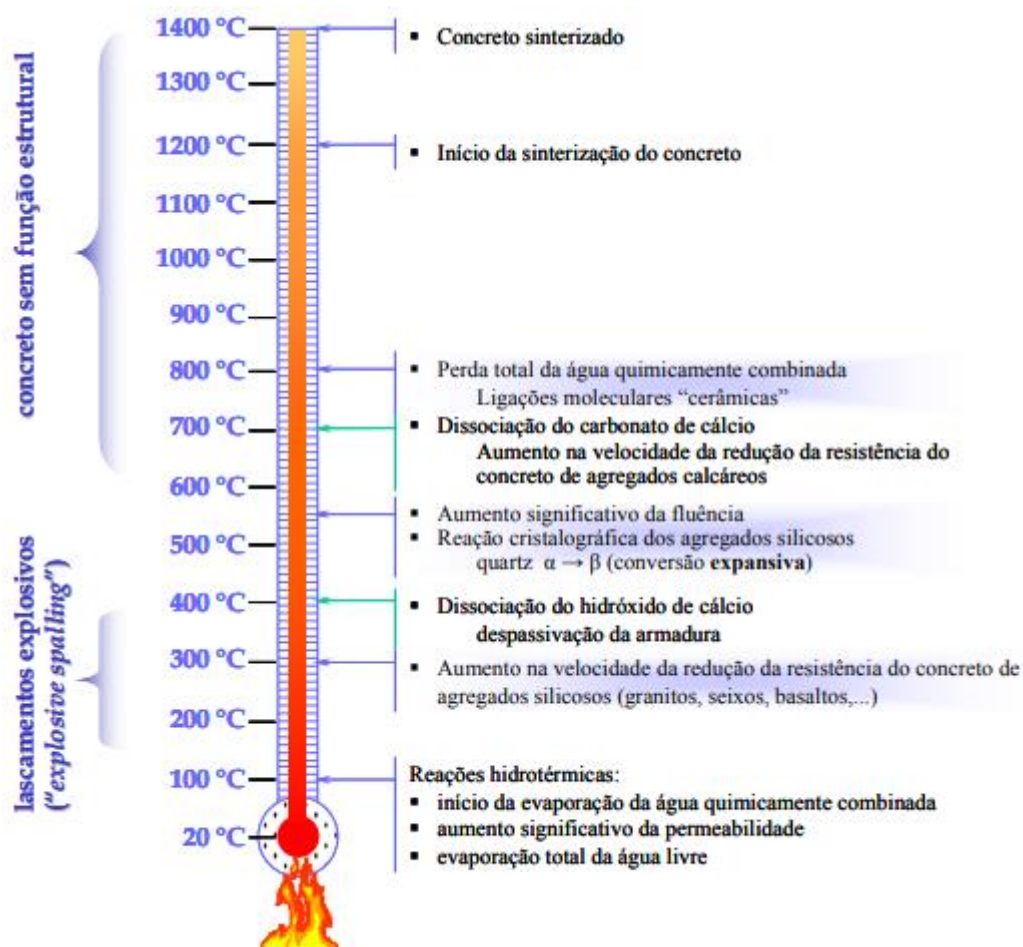 concreto sem função estrutural
lascamentos explosivos
("explosive spalling")
1400 °C
1300 °C
1200 °C
1100 °C
1000 °C
900 °C
800 °C
700 °C
600 °C
500 °C
400 °C
300 °C
200 °C
100 °C
20 °C
▪ Concreto sinterizado
▪ Início da sinterização do concreto
▪ Perda total da água quimicamente combinada
Ligações moleculares “cerâmicas”
▪ Dissociação do carbonato de cálcio
Aumento na velocidade da redução da resistência do
concreto de agregados calcáreos
▪ Aumento significativo da fluência
▪ Reação cristalográfica dos agregados silicosos
quartz α → β (conversão expansiva)
▪ Dissociação do hidróxido de cálcio
despassivação da armadura
▪ Aumento na velocidade da redução da resistência do concreto de
agregados silicosos (granitos, seixos, basaltos,...)
Reações hidrotérmicas:
▪ início da evaporação da água quimicamente combinada
▪ aumento significativo da permeabilidade
▪ evaporação total da água livre